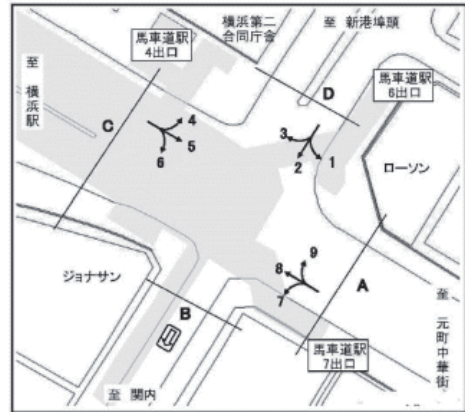 横浜第二
合同庁舎
至 新港埠頭
馬車道駅
4出口
至 横浜駅
D
馬車道駅
6出口
C
4
5
6
3
2
1
ローソン
9
8
7
A
ジョナサン
B
至 元町中華街
馬車道駅
7出口
至 関内